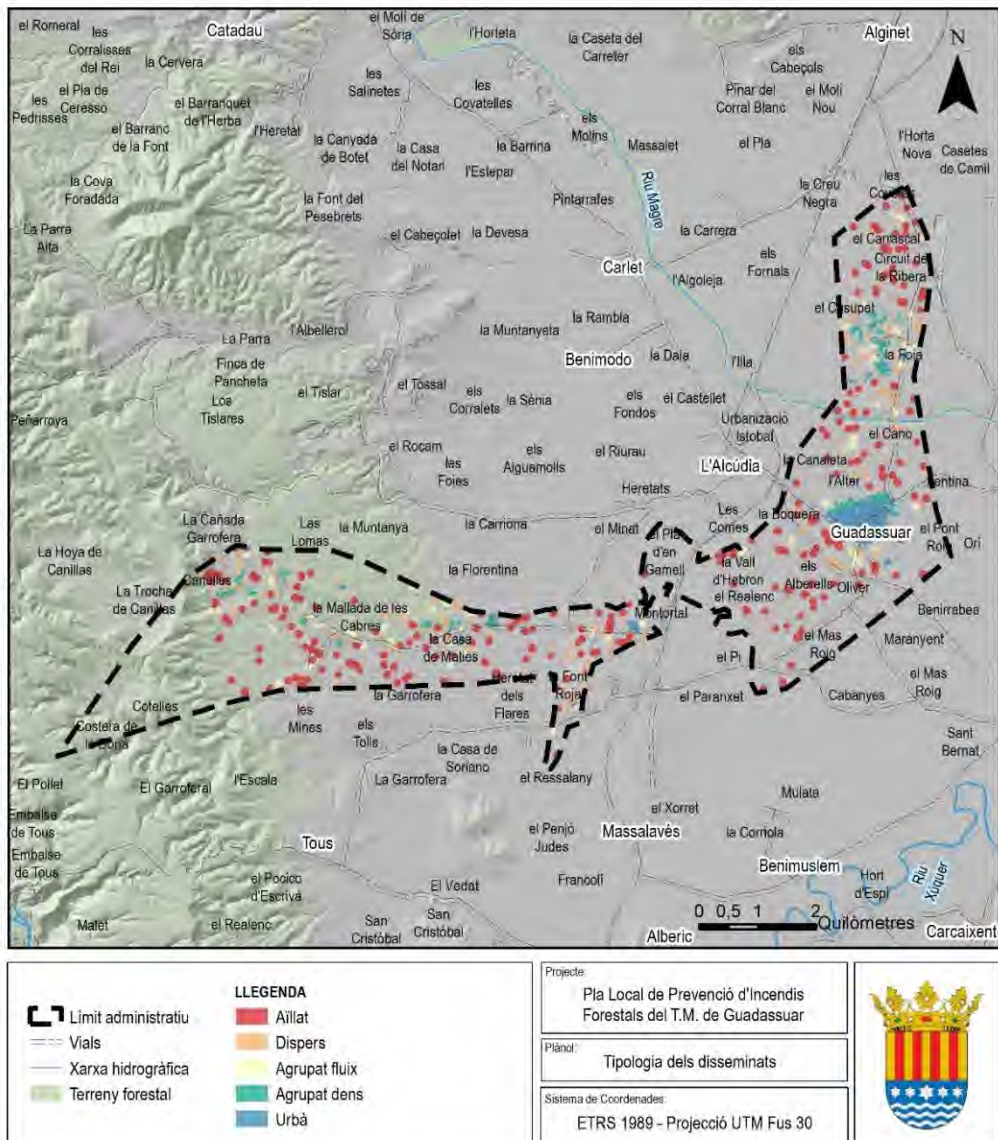 el Romeral
les
Corralisses
del Rei
Catadau
el Molí de
Sòria
l'Horteta
la Caseta del
Carreter
els
Cabeçols
Alginet
N
la Cervera
el Pla de
Ceresso
les
Pedrisses
el Barranquet
de l'Herba
les
Salinetes
les
Covatelles
Pinar del
Corral Blanc
el Molí
Nou
el Barranc
de la Font
l'Heretat
la Canyada
de Botet
la Casa
del Notari
la Barrina
els
Molins
Massalet
el Pla
l'Horta
Nova
Casetes
de Camil
l'Estepar
la Cova
Foradada
la Font del
Pesebrets
Pintarrafes
Riu Magre
la Creu
Negra
les
La Parra
Alta
el Cabeçolet
la Devesa
la Carrera
els
Fornals
el Carrascal
Circuit de
la Ribera
Carlet
l'Algoleja
el Casupet
la Foia
l'Albellero
La Parra
la Muntanyeta
la Rambla
Benimodo
la Dala
l'Illa
Finca de
Pancheta
Los
Tislares
el Tislar
el Tossal
els
Corralets
la Sénia
els
Fondos
el Castellet
Peñarroya
Urbanizació
Istobal
el Cano
el Rocam
les
Foies
els
Aiguamolls
el Riurau
L'Alcúdia
la Canaleta
l'Alter
Heretats
La Cañada
Garrofera
Las
Lomas
la Muntanya
la Carriona
el Minat
Les
Comes
la Boquera
Guadassuar
el Pont
Roig
Orí
La Hoya de
Canillas
el Pla
d'en
Gamell
la Florentina
la Vall
d'Hebron
el Realenc
els
Alberells
Oliver
La Trocha
de Canillas
Canelles
la Mallada de les
Cabres
Montortal
Benirrabea
la Casa
de Maties
el Mas
Roig
Maranyent
el Pi
Font
Roja
el Mas
Roig
Cotelles
la Garrofera
Heretat
dels
Flares
el Paranxet
Cabanyes
Costera de
la Bona
les
Mines
els
Tolls
la Casa de
Soriano
Sant
Bernat
El Pollet
El Garroferal
l'Escala
La Garrofera
el Ressalany
Mulata
Embalse
de Tous
Embalse
de Tous
Tous
el Penjó
Judes
Massalavés
el Xorret
la Corriola
Benimuslem
Hort
d'Espí
Riu
Xúquer
el Pocico
d'Escrivá
El Vedat
Francolí
Malet
el Realenc
San
Cristóbal
San
Cristóbal
Alberic
0 0,5 1 2
Quilòmetres
Carcaixent
LLEGENDA
Límit administratiu
Vials
Xarxa hidrogràfica
Terreny forestal
Aïllat
Dispers
Agrupat fluix
Agrupat dens
Urbà
Projecte:
Pla Local de Prevenció d'Incendis
Forestals del T.M. de Guadassuar
Plànol:
Tipologia dels disseminats
Sistema de Coordenades:
ETRS 1989 - Projecció UTM Fus 30